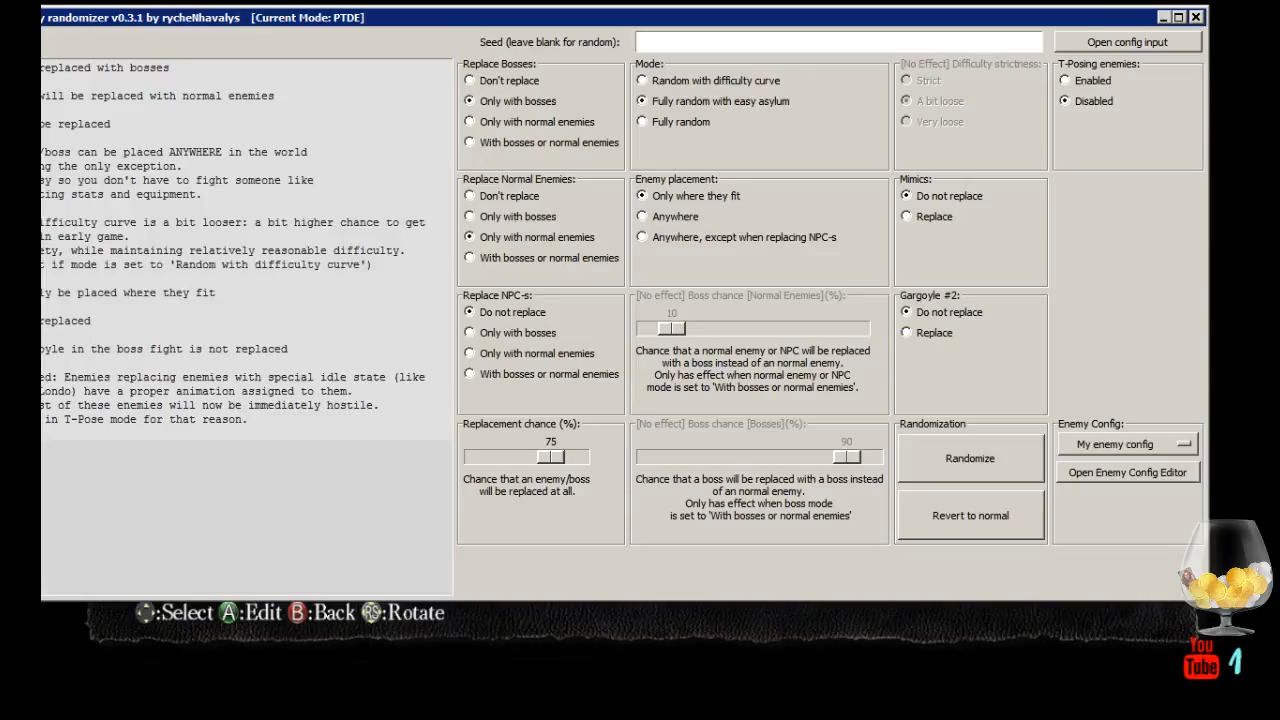 y randomizer v0.3.1 by rycheNhavalys [Current Mode: PTDE]
Seed (leave blank for random):
Open config input
replaced with bosses
will be replaced with normal enemies
be replaced
/boss can be placed ANYWHERE in the world
ng the only exception.
sy so you don't have to fight someone like
ting stats and equipment.
ifficulty curve is a bit looser: a bit higher chance to get
in early game.
ety, while maintaining relatively reasonable difficulty.
t if mode is set to 'Random with difficulty curve')
ly be placed where they fit
replaced
oyle in the boss fight is not replaced
ed: Enemies replacing enemies with special idle state (like
Londo) have a proper animation assigned to them.
st of these enemies will now be immediately hostile.
in T-Pose mode for that reason.
Replace Bosses:
Don't replace
Only with bosses
Only with normal enemies
With bosses or normal enemies
Mode:
Random with difficulty curve
Fully random with easy asylum
Fully random
[No Effect] Difficulty strictness:
Strict
A bit loose
Very loose
T-Posing enemies:
Enabled
Disabled
Replace Normal Enemies:
Don't replace
Only with bosses
Only with normal enemies
With bosses or normal enemies
Enemy placement:
Only where they fit
Anywhere
Anywhere, except when replacing NPC-s
Mimics:
Do not replace
Replace
Replace NPC-s:
Do not replace
Only with bosses
Only with normal enemies
With bosses or normal enemies
[No effect] Boss chance [Normal Enemies](%):
10
Chance that a normal enemy or NPC will be replaced
with a boss instead of an normal enemy.
Only has effect when normal enemy or NPC
mode is set to 'With bosses or normal enemies'.
Gargoyle #2:
Do not replace
Replace
Replacement chance (%):
75
Chance that an enemy/boss
will be replaced at all.
[No effect] Boss chance [Bosses](%):
90
Chance that a boss will be replaced with a boss instead
of an normal enemy.
Only has effect when boss mode
is set to 'With bosses or normal enemies'
Randomization
Randomize
Revert to normal
Enemy Config:
My enemy config
Open Enemy Config Editor
:Select A:Edit B:Back RS:Rotate
You
Tube
1